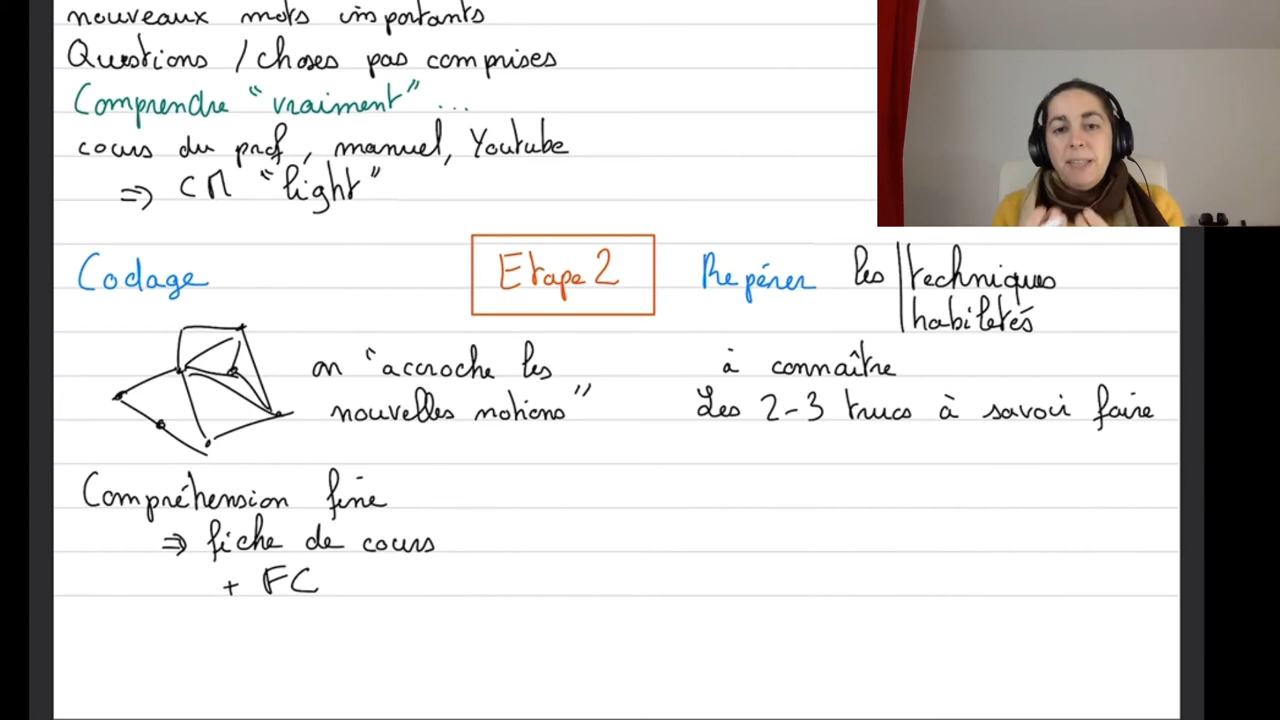 nouveaux mots importants
Questions / choses pas comprises
Comprendre "vraiment" ...
cours du prof, manuel, Youtube
⇒ CM "light"
Codage
Etape 2
Repérer les techniques
habiletés
on "accroche les
nouvelles notions"
à connaître
Les 2-3 trucs à savoir faire
Compréhension fine
⇒ fiche de cours
+ FC